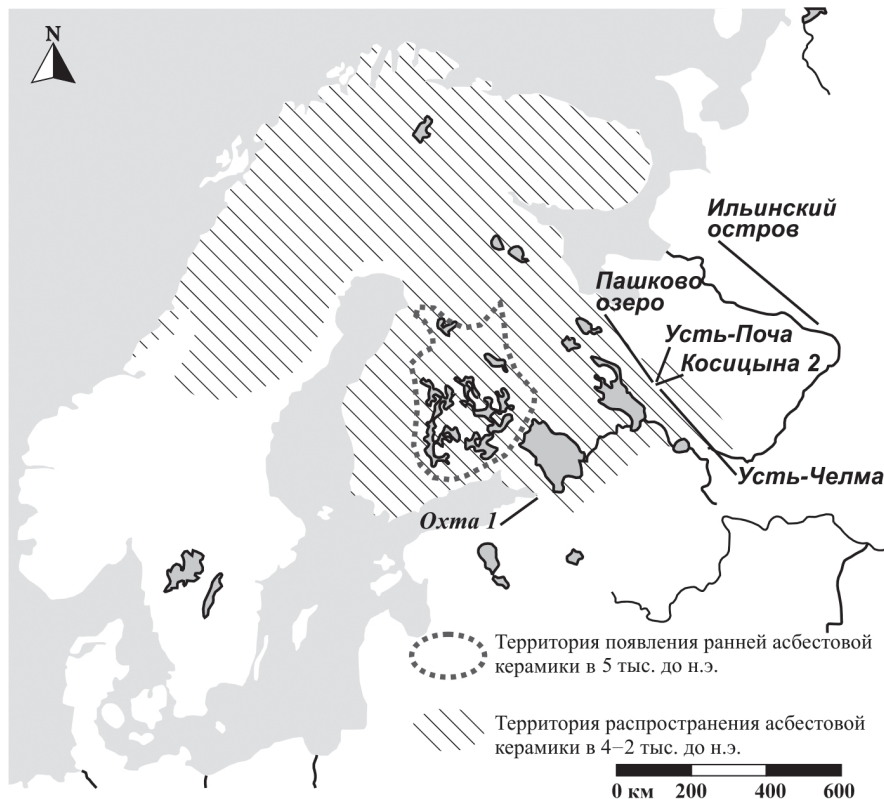 N
Ильинский
остров
Пашково
озеро
Усть-Поча
Косицына 2
Усть-Челма
Охта 1
Территория появления ранней асбестовой
керамики в 5 тыс. до н.э.
Территория распространения асбестовой
керамики в 4–2 тыс. до н.э.
0 км 200 400 600